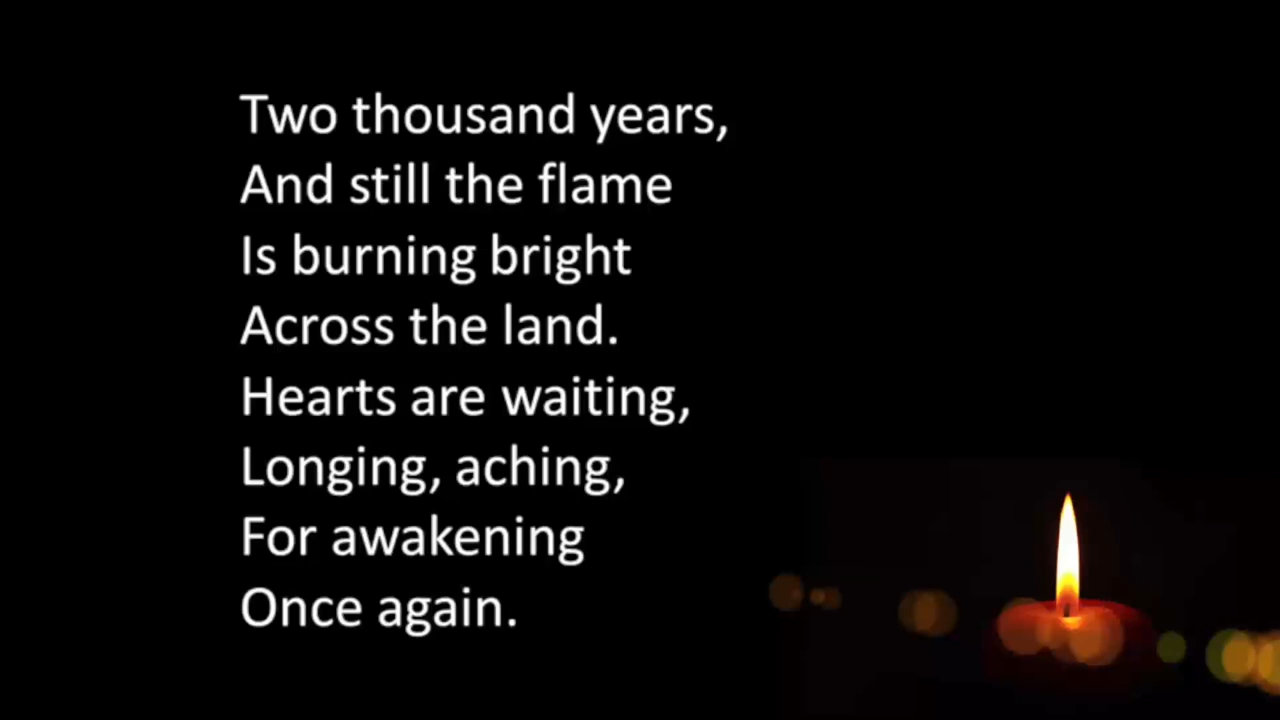 Two thousand years,
And still the flame
Is burning bright
Across the land.
Hearts are waiting,
Longing, aching,
For awakening
Once again.